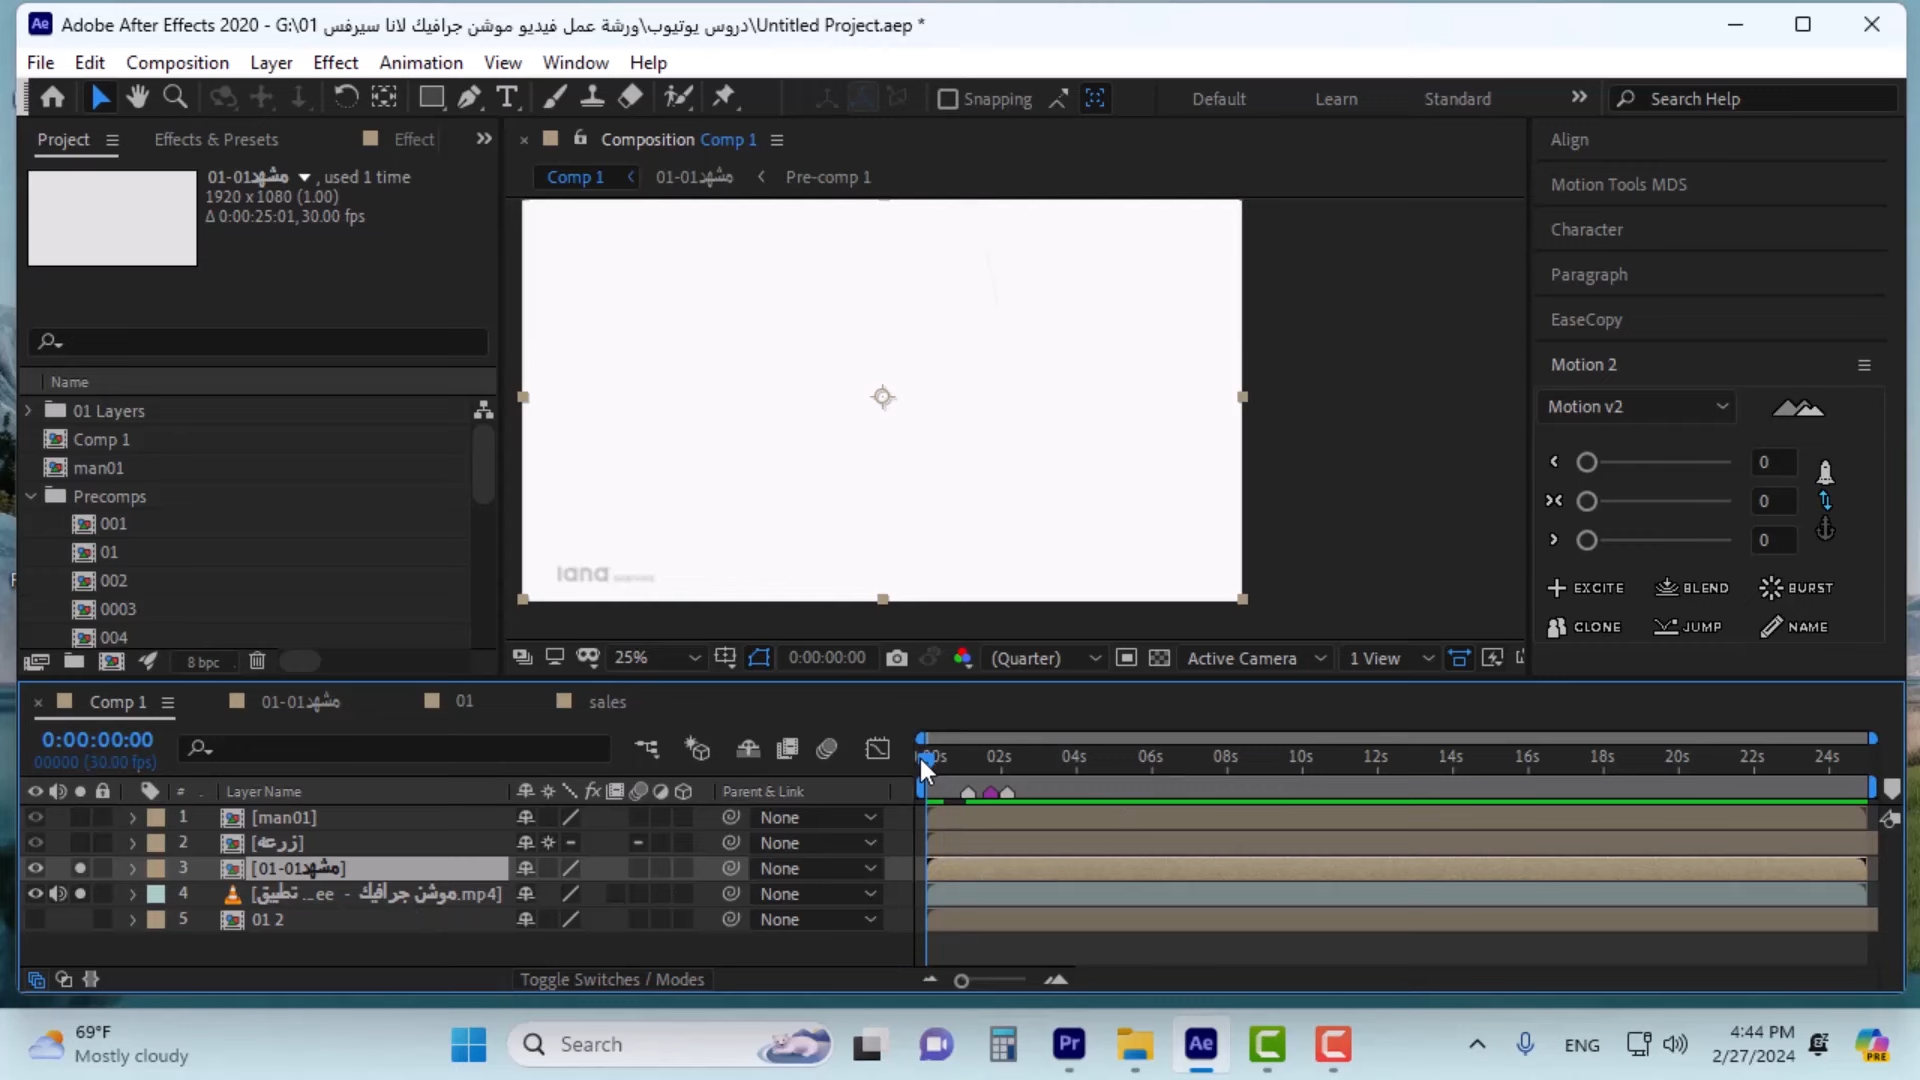 Adobe After Effects 2020 - G:\01 دروس يوتيوب\ورشة عمل فيديو موشن جرافيك لانا سيرفس\Untitled Project.aep *
File Edit Composition Layer Effect Animation View Window Help
Snapping Default Learn Standard Search Help
Project Effects & Presets Effect
01-01مشهد , used 1 time
1920 x 1080 (1.00)
Δ 0:00:25:01, 30.00 fps
Name
01 Layers
Comp 1
man01
Precomps
001
01
002
0003
004
8 bpc
Composition Comp 1
Comp 1 01-01مشهد Pre-comp 1
lana
25% 0:00:00:00 (Quarter) Active Camera 1 View
Align
Motion Tools MDS
Character
Paragraph
EaseCopy
Motion 2
Motion v2
0
0
0
EXCITE BLEND BURST
CLONE JUMP NAME
Comp 1 01-01مشهد 01 sales
0:00:00:00
00000 (30.00 fps)
00s 02s 04s 06s 08s 10s 12s 14s 16s 18s 20s 22s 24s
# Layer Name fx Parent & Link
1 [man01] None
2 [زرعه] None
3 [01-01مشهد] None
4 [تطبيق ... ee - موشن جرافيك.mp4] None
5 01 2 None
Toggle Switches / Modes
69°F
Mostly cloudy
Search
Pr Ae
ENG
4:44 PM
2/27/2024
PRE